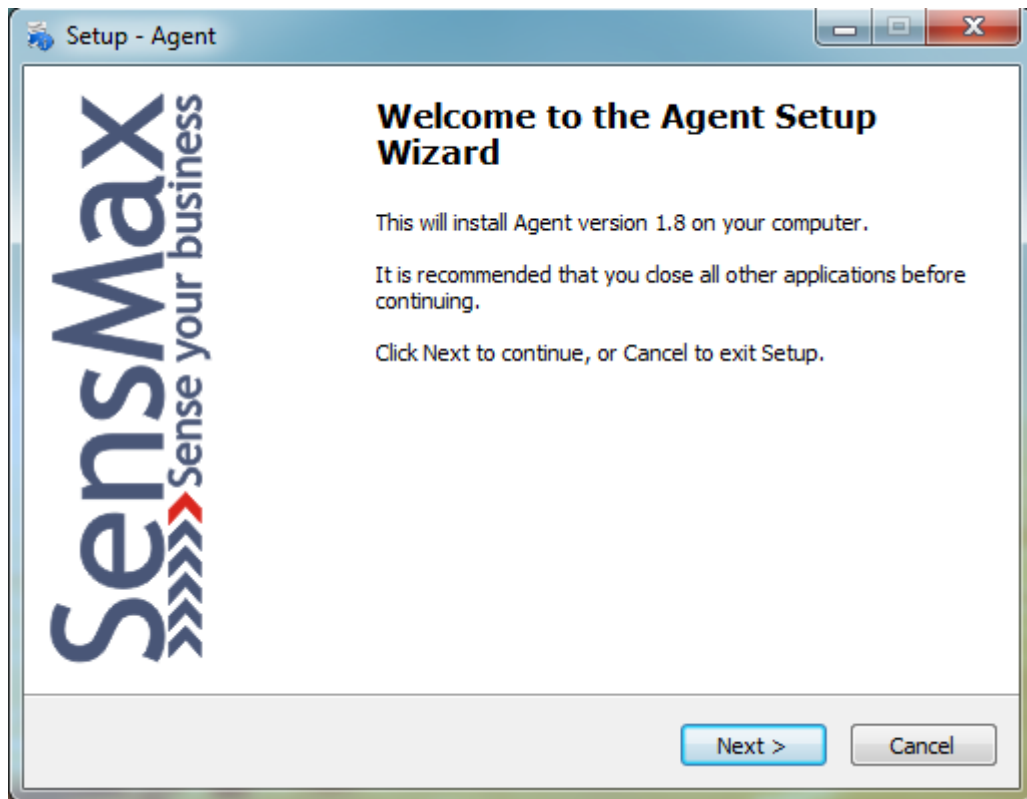 Setup - Agent
SensMax
Sense your business
Welcome to the Agent Setup
Wizard
This will install Agent version 1.8 on your computer.
It is recommended that you close all other applications before
continuing.
Click Next to continue, or Cancel to exit Setup.
Next >
Cancel